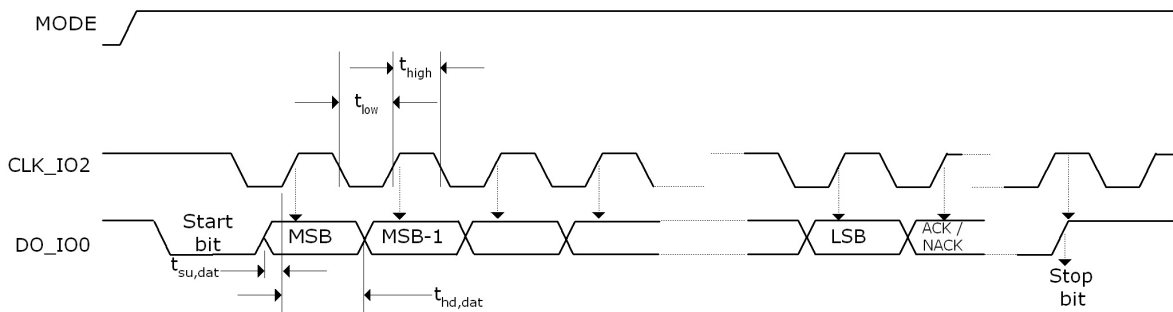 MODE
t_high
t_low
CLK_IO2
DO_IO0
Start
bit
MSB
MSB-1
LSB
ACK /
NACK
t_su,dat
t_hd,dat
Stop
bit